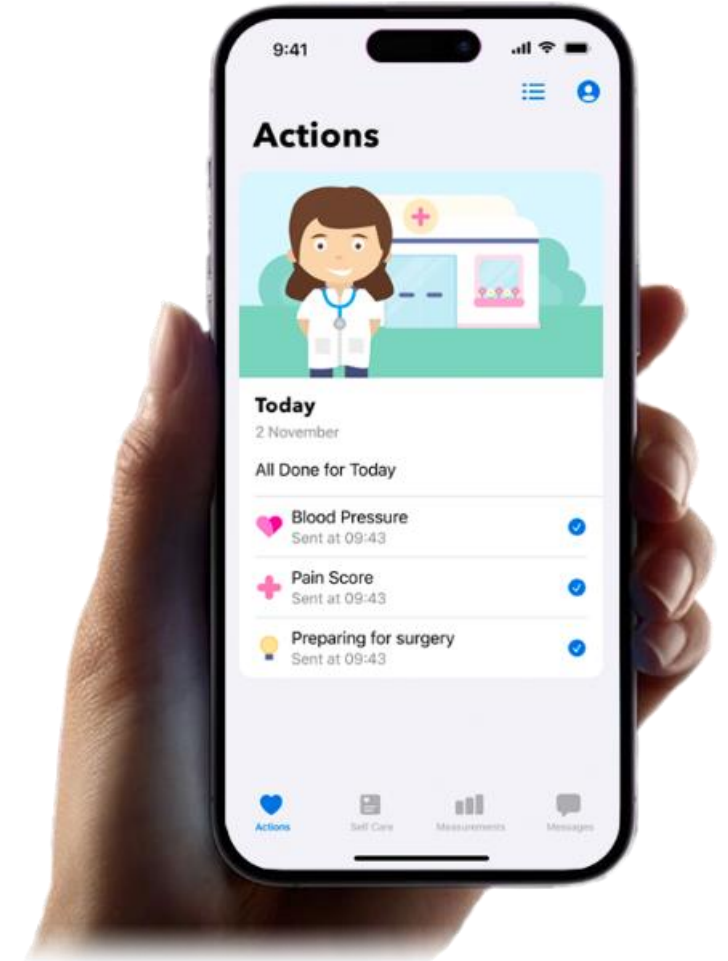 9:41
Actions
Today
2 November
All Done for Today
Blood Pressure
Sent at 09:43
Pain Score
Sent at 09:43
Preparing for surgery
Sent at 09:43
Actions
Self Care
Measurements
Messages